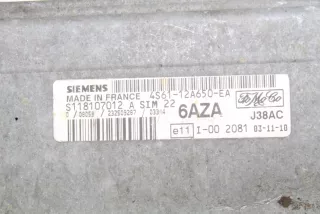 SIEMENS
MADE IN FRANCE 4S61-12A650-EA
S118107012 A SIM 22
6AZA
J38AC
e11 I-00 2081 03-11-18